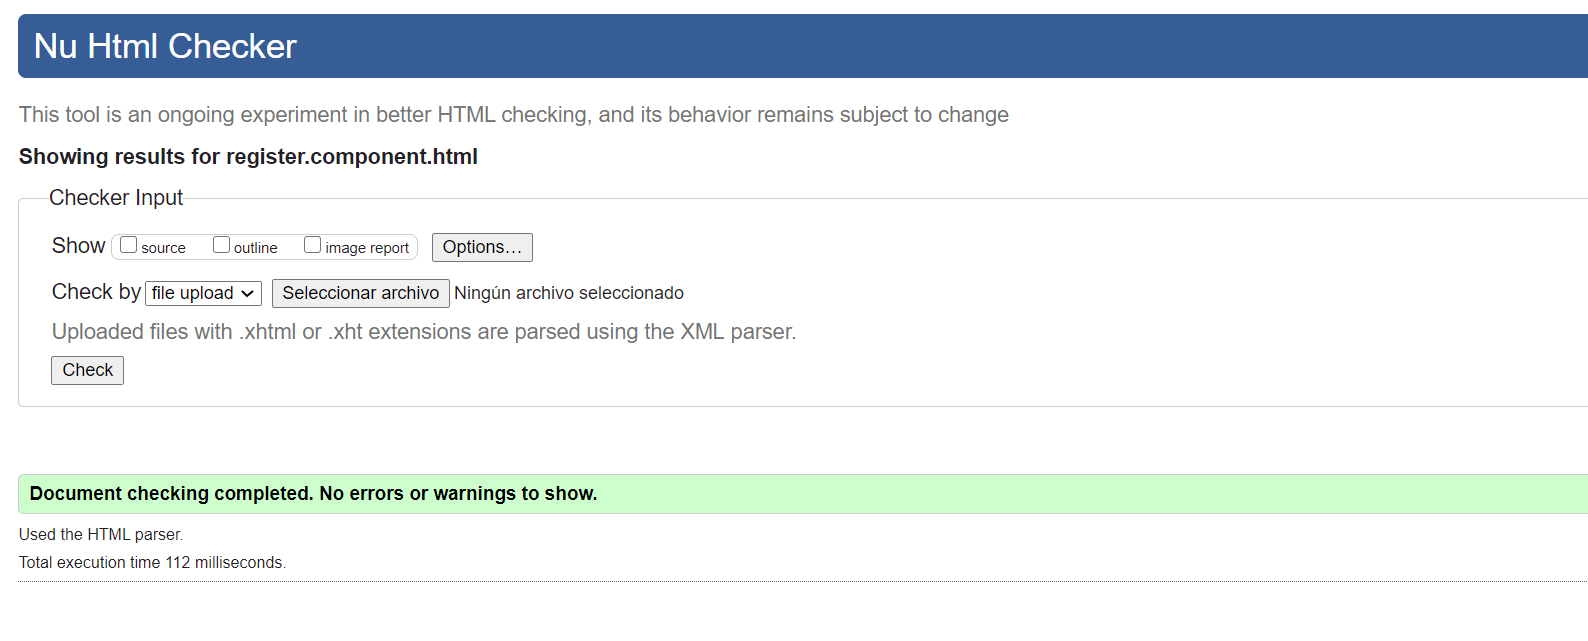 Nu Html Checker
This tool is an ongoing experiment in better HTML checking, and its behavior remains subject to change
Showing results for register.component.html
Checker Input
Show source outline image report Options...
Check by file upload Seleccionar archivo Ningún archivo seleccionado
Uploaded files with .xhtml or .xht extensions are parsed using the XML parser.
Check
Document checking completed. No errors or warnings to show.
Used the HTML parser.
Total execution time 112 milliseconds.